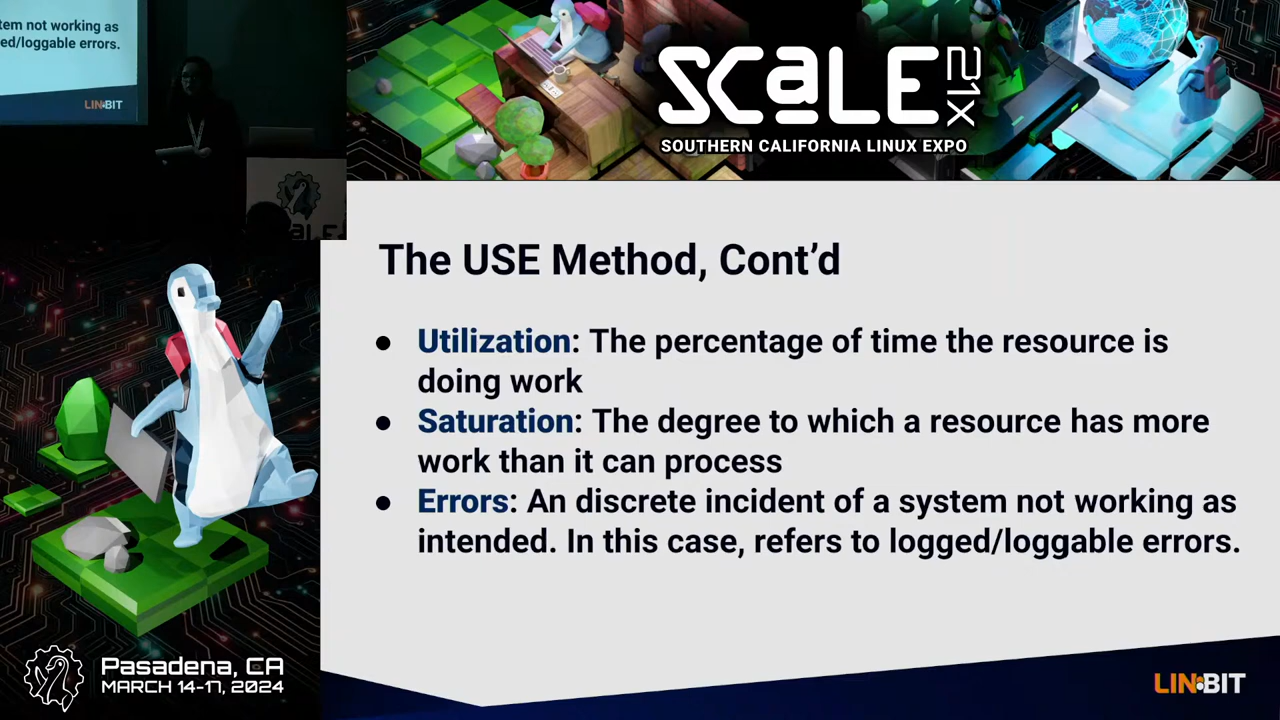 tem not working as
ed/loggable errors.
LINBIT
SCaLE 21X
SOUTHERN CALIFORNIA LINUX EXPO
SCaLE
The USE Method, Cont'd
● Utilization: The percentage of time the resource is
doing work
● Saturation: The degree to which a resource has more
work than it can process
● Errors: An discrete incident of a system not working as
intended. In this case, refers to logged/loggable errors.
Pasadena, CA
MARCH 14-17, 2024
LINBIT